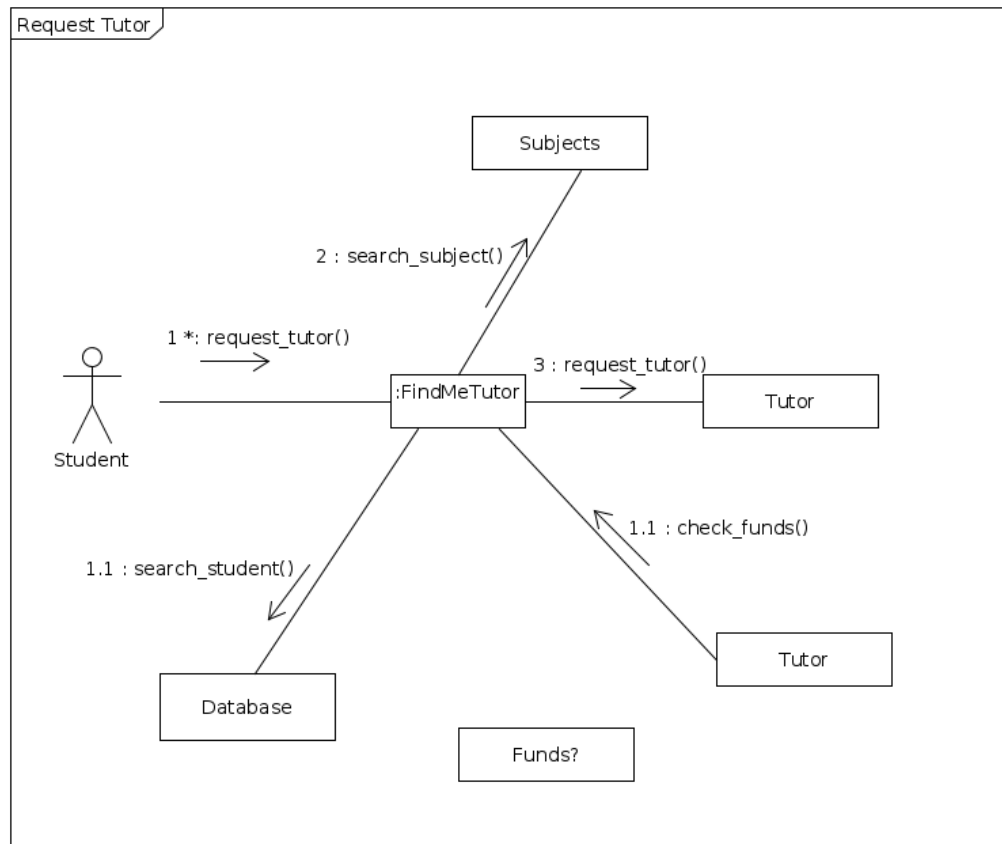 Request Tutor
Subjects
2 : search_subject()
1 *: request_tutor()
3 : request_tutor()
:FindMeTutor
Tutor
Student
1.1 : check_funds()
1.1 : search_student()
Tutor
Database
Funds?